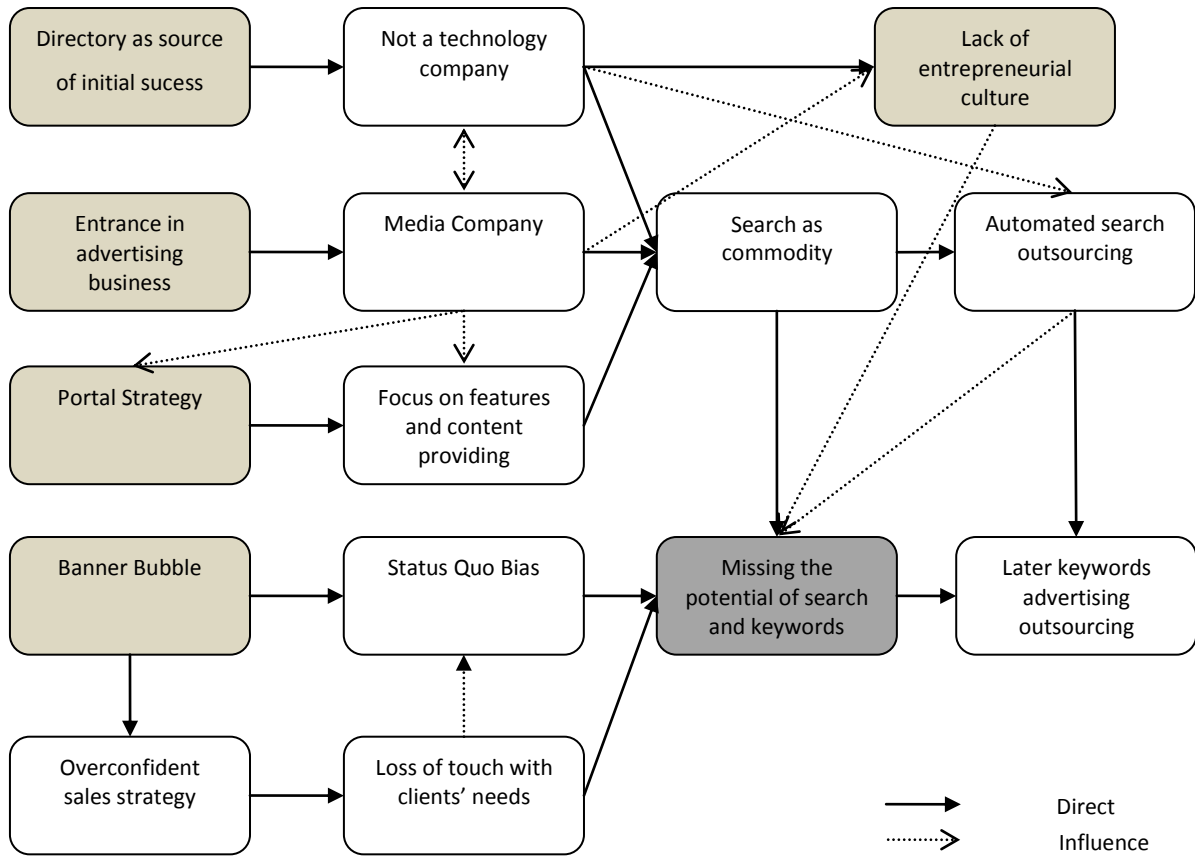 Directory as source
of initial sucess
Not a technology
company
Lack of
entrepreneurial
culture
Entrance in
advertising
business
Media Company
Search as
commodity
Automated search
outsourcing
Portal Strategy
Focus on features
and content
providing
Banner Bubble
Status Quo Bias
Missing the
potential of search
and keywords
Later keywords
advertising
outsourcing
Overconfident
sales strategy
Loss of touch with
clients’ needs
Direct
Influence